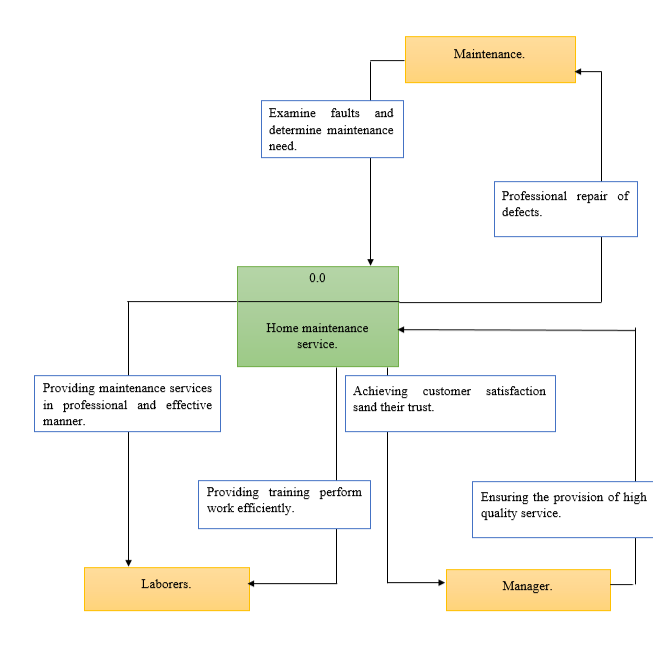 Maintenance.
Examine faults and
determine maintenance
need.
Professional repair of
defects.
0.0
Home maintenance
service.
Providing maintenance services
in professional and effective
manner.
Achieving customer satisfaction
sand their trust.
Providing training perform
work efficiently.
Ensuring the provision of high
quality service.
Laborers.
Manager.